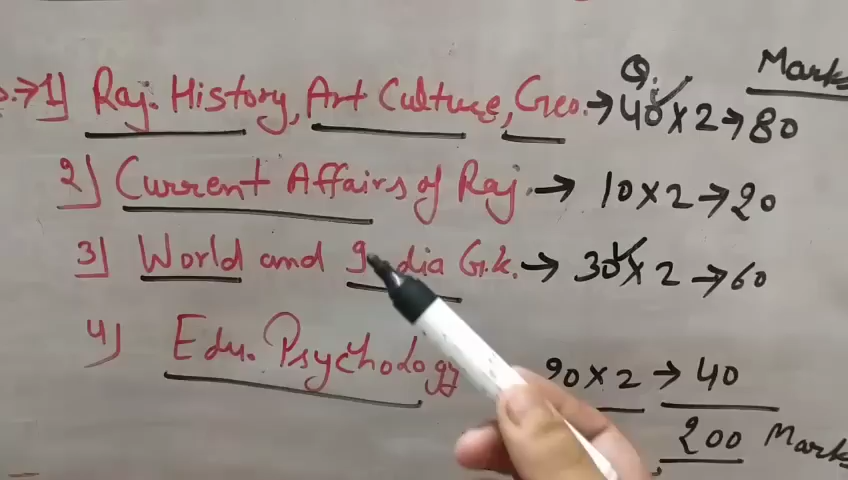 Q. Marks
1) Raj. History, Art Culture, Geo. → 40 × 2 → 80
2) Current Affairs of Raj. → 10 × 2 → 20
3) World and India G.K. → 30 × 2 → 60
4) Edu. Psychology 20 × 2 → 40
200 Marks